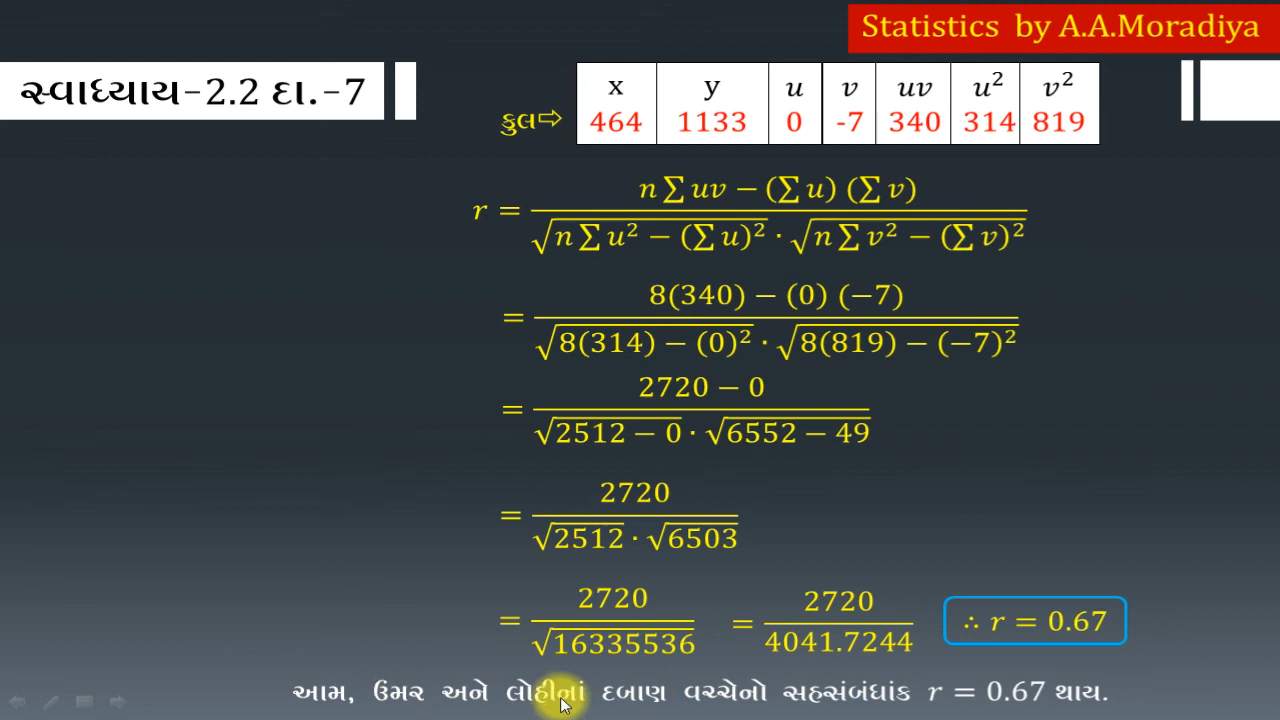 Statistics by A.A.Moradiya
સ્વાધ્યાય-2.2 દા.-7
x y u v uv u² v²
કુલ⇨ 464 1133 0 -7 340 314 819
r = n∑uv − (∑u) (∑v) / √(n∑u² − (∑u)²) · √(n∑v² − (∑v)²)
= 8(340) − (0) (−7) / √(8(314) − (0)²) · √(8(819) − (−7)²)
= 2720 − 0 / √(2512 − 0) · √(6552 − 49)
= 2720 / √2512 · √6503
= 2720 / √16335536 = 2720 / 4041.7244 ∴ r = 0.67
આમ, ઉમર અને લોહીનાં દબાણ વચ્ચેનો સહસંબંધાંક r = 0.67 થાય.